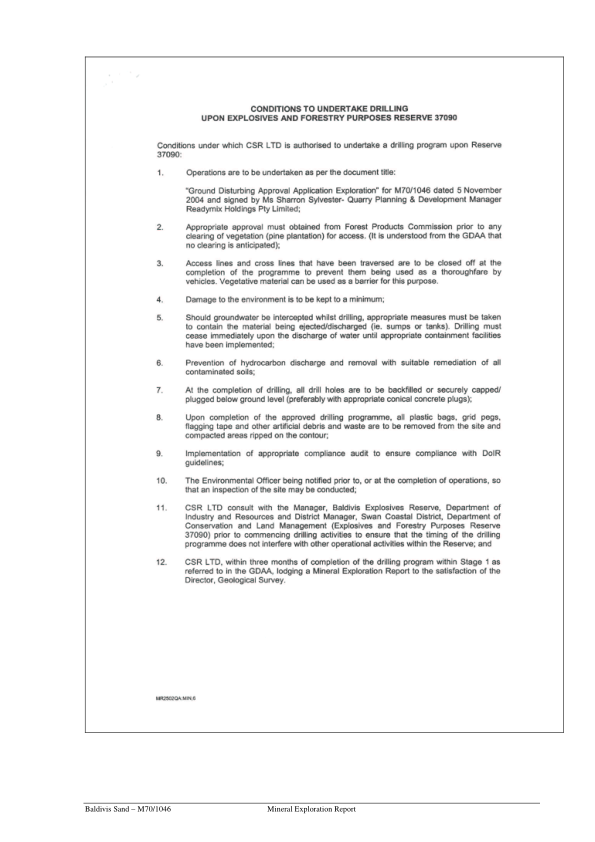 CONDITIONS TO UNDERTAKE DRILLING
UPON EXPLOSIVES AND FORESTRY PURPOSES RESERVE 37090
Conditions under which CSR LTD is authorised to undertake a drilling program upon Reserve
37090:
1. Operations are to be undertaken as per the document title:
"Ground Disturbing Approval Application Exploration" for M70/1046 dated 5 November
2004 and signed by Ms Sharron Sylvester- Quarry Planning & Development Manager
Readymix Holdings Pty Limited;
2. Appropriate approval must obtained from Forest Products Commission prior to any
clearing of vegetation (pine plantation) for access. (It is understood from the GDAA that
no clearing is anticipated);
3. Access lines and cross lines that have been traversed are to be closed off at the
completion of the programme to prevent them being used as a thoroughfare by
vehicles. Vegetative material can be used as a barrier for this purpose.
4. Damage to the environment is to be kept to a minimum;
5. Should groundwater be intercepted whilst drilling, appropriate measures must be taken
to contain the material being ejected/discharged (ie. sumps or tanks). Drilling must
cease immediately upon the discharge of water until appropriate containment facilities
have been implemented;
6. Prevention of hydrocarbon discharge and removal with suitable remediation of all
contaminated soils;
7. At the completion of drilling, all drill holes are to be backfilled or securely capped/
plugged below ground level (preferably with appropriate conical concrete plugs);
8. Upon completion of the approved drilling programme, all plastic bags, grid pegs,
flagging tape and other artificial debris and waste are to be removed from the site and
compacted areas ripped on the contour;
9. Implementation of appropriate compliance audit to ensure compliance with DoIR
guidelines;
10. The Environmental Officer being notified prior to, or at the completion of operations, so
that an inspection of the site may be conducted;
11. CSR LTD consult with the Manager, Baldivis Explosives Reserve, Department of
Industry and Resources and District Manager, Swan Coastal District, Department of
Conservation and Land Management (Explosives and Forestry Purposes Reserve
37090) prior to commencing drilling activities to ensure that the timing of the drilling
programme does not interfere with other operational activities within the Reserve; and
12. CSR LTD, within three months of completion of the drilling program within Stage 1 as
referred to in the GDAA, lodging a Mineral Exploration Report to the satisfaction of the
Director, Geological Survey.
Baldivis Sand – M70/1046 Mineral Exploration Report